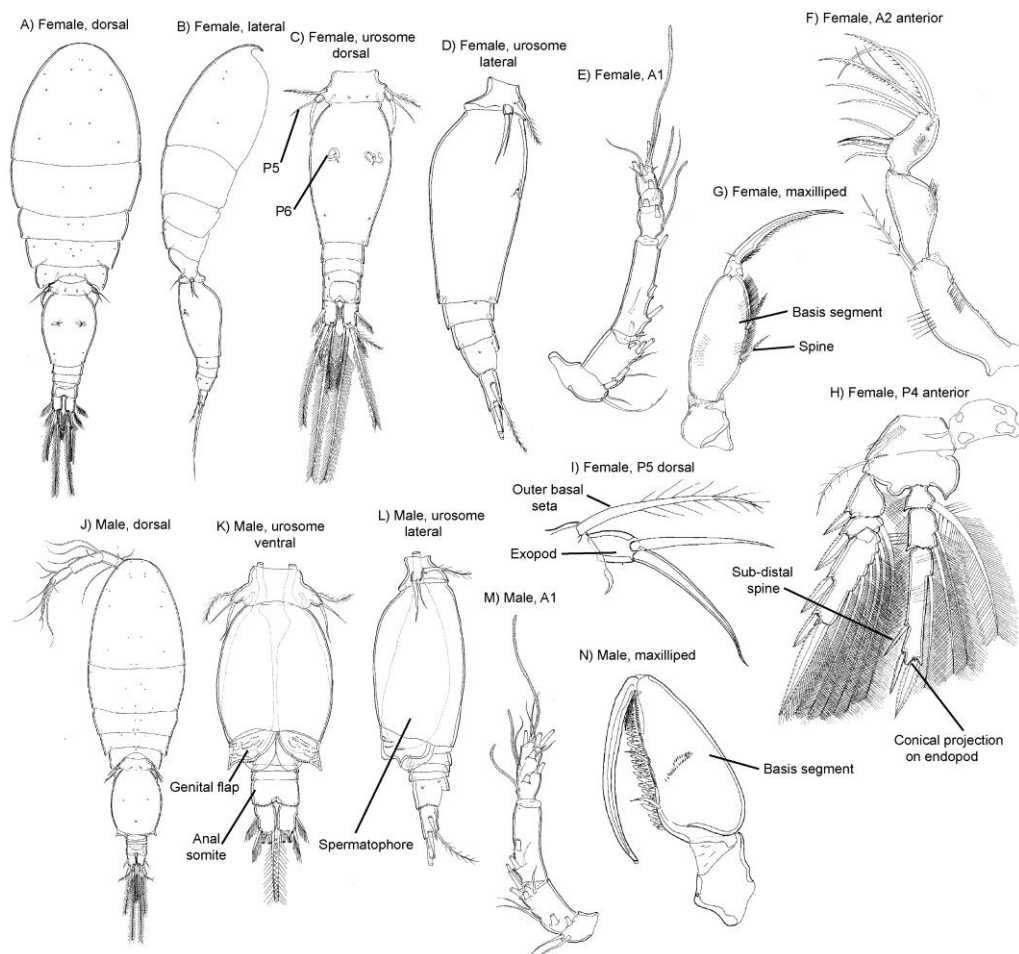 A) Female, dorsal
B) Female, lateral
C) Female, urosome
dorsal
D) Female, urosome
lateral
E) Female, A1
F) Female, A2 anterior
P5
P6
G) Female, maxilliped
Basis segment
Spine
H) Female, P4 anterior
I) Female, P5 dorsal
Outer basal
seta
Exopod
Sub-distal
spine
Conical projection
on endopod
J) Male, dorsal
K) Male, urosome
ventral
L) Male, urosome
lateral
M) Male, A1
N) Male, maxilliped
Genital flap
Anal
somite
Spermatophore
Basis segment